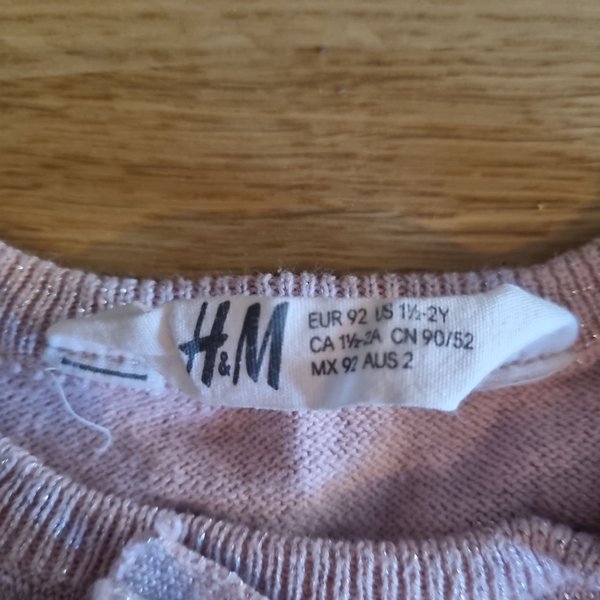 H&M
EUR 92 US 1½-2Y
CA 1½-2A CN 90/52
MX 92 AUS 2